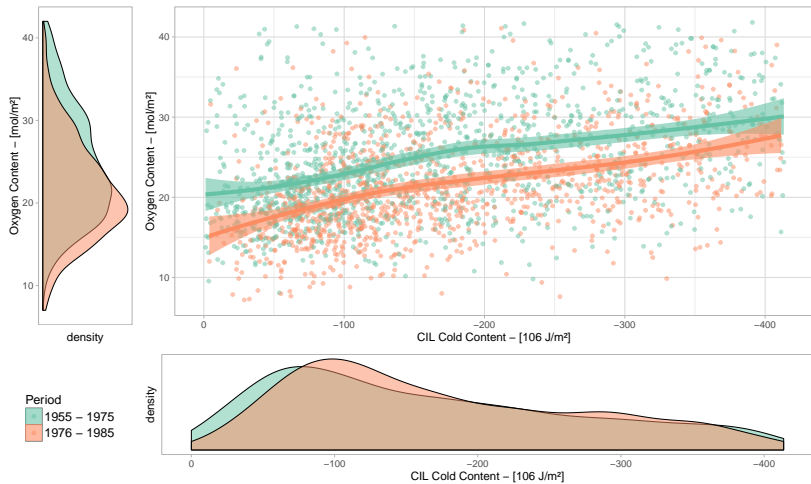 Oxygen Content – [mol/m²]
40
30
20
10
density
Oxygen Content – [mol/m²]
40
30
20
10
0
−100
−200
−300
−400
CIL Cold Content – [106 J/m²]
Period
1955 − 1975
1976 − 1985
density
0
−100
−200
−300
−400
CIL Cold Content – [106 J/m²]